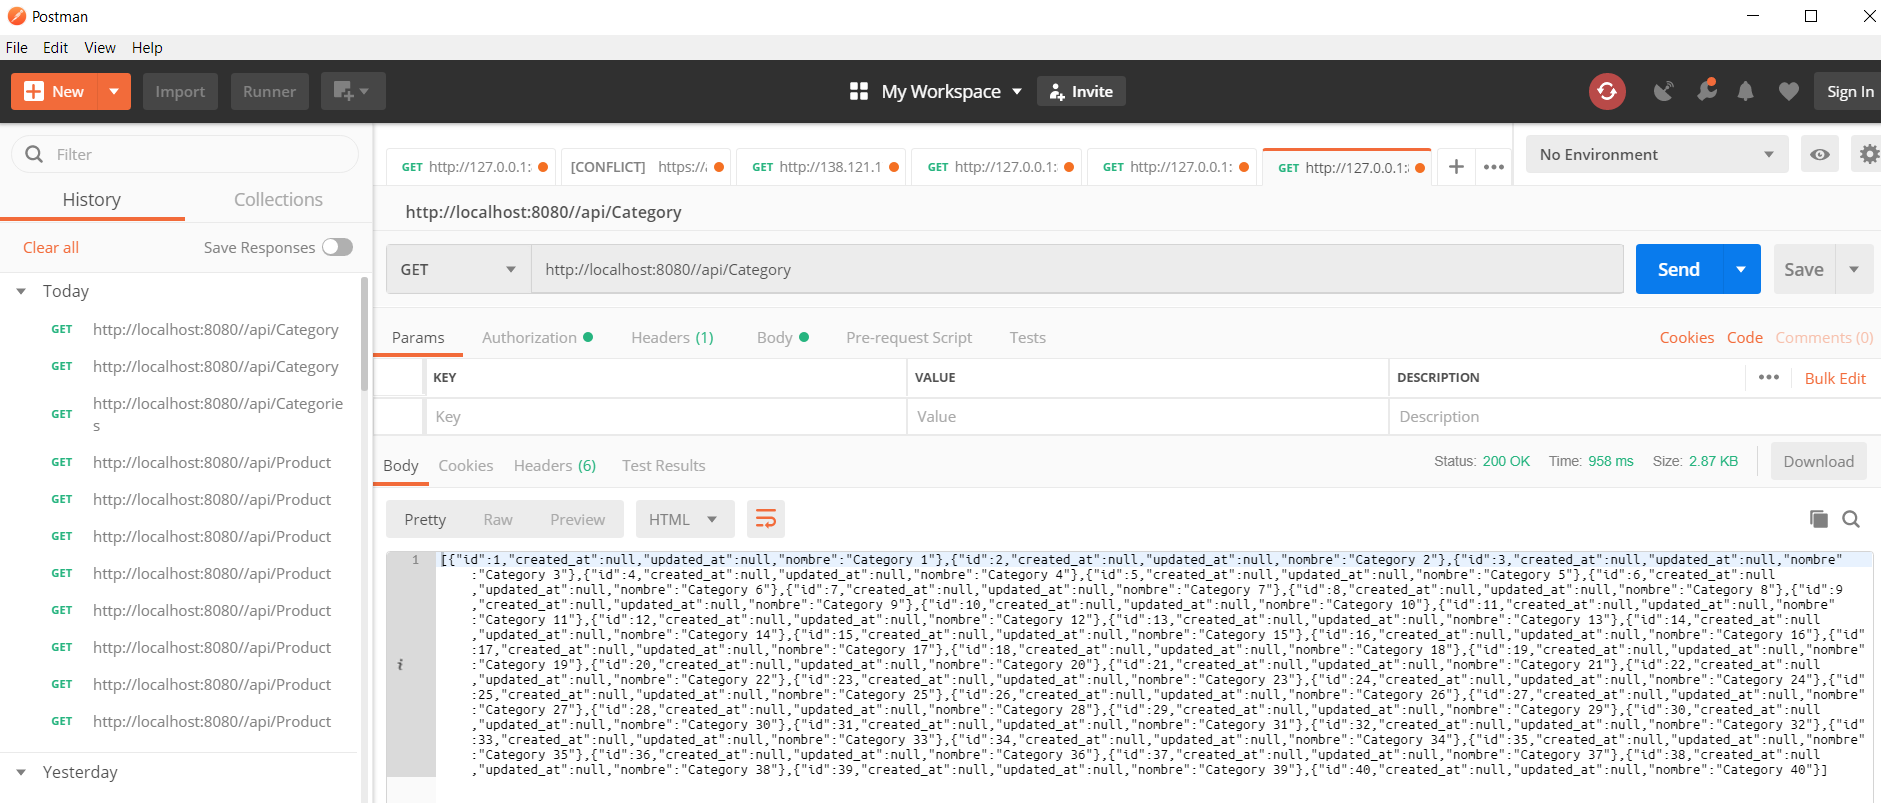 Postman
File Edit View Help
New Import Runner My Workspace Invite Sign In
Filter
History Collections
Clear all Save Responses
Today
GET http://localhost:8080//api/Category
GET http://localhost:8080//api/Category
GET http://localhost:8080//api/Categorie
s
GET http://localhost:8080//api/Product
GET http://localhost:8080//api/Product
GET http://localhost:8080//api/Product
GET http://localhost:8080//api/Product
GET http://localhost:8080//api/Product
GET http://localhost:8080//api/Product
GET http://localhost:8080//api/Product
GET http://localhost:8080//api/Product
Yesterday
GET http://127.0.0.1: [CONFLICT] https:// GET http://138.121.1 GET http://127.0.0.1: GET http://127.0.0.1: GET http://127.0.0.1: No Environment
http://localhost:8080//api/Category
GET http://localhost:8080//api/Category Send Save
Params Authorization Headers (1) Body Pre-request Script Tests Cookies Code Comments (0)
KEY VALUE DESCRIPTION Bulk Edit
Key Value Description
Body Cookies Headers (6) Test Results Status: 200 OK Time: 958 ms Size: 2.87 KB Download
Pretty Raw Preview HTML
1 [{"id":1,"created_at":null,"updated_at":null,"nombre":"Category 1"},{"id":2,"created_at":null,"updated_at":null,"nombre":"Category 2"},{"id":3,"created_at":null,"updated_at":null,"nombre"
:"Category 3"},{"id":4,"created_at":null,"updated_at":null,"nombre":"Category 4"},{"id":5,"created_at":null,"updated_at":null,"nombre":"Category 5"},{"id":6,"created_at":null
,"updated_at":null,"nombre":"Category 6"},{"id":7,"created_at":null,"updated_at":null,"nombre":"Category 7"},{"id":8,"created_at":null,"updated_at":null,"nombre":"Category 8"},{"id":9
,"created_at":null,"updated_at":null,"nombre":"Category 9"},{"id":10,"created_at":null,"updated_at":null,"nombre":"Category 10"},{"id":11,"created_at":null,"updated_at":null,"nombre"
:"Category 11"},{"id":12,"created_at":null,"updated_at":null,"nombre":"Category 12"},{"id":13,"created_at":null,"updated_at":null,"nombre":"Category 13"},{"id":14,"created_at":null
,"updated_at":null,"nombre":"Category 14"},{"id":15,"created_at":null,"updated_at":null,"nombre":"Category 15"},{"id":16,"created_at":null,"updated_at":null,"nombre":"Category 16"},{"id"
:17,"created_at":null,"updated_at":null,"nombre":"Category 17"},{"id":18,"created_at":null,"updated_at":null,"nombre":"Category 18"},{"id":19,"created_at":null,"updated_at":null,"nombre"
:"Category 19"},{"id":20,"created_at":null,"updated_at":null,"nombre":"Category 20"},{"id":21,"created_at":null,"updated_at":null,"nombre":"Category 21"},{"id":22,"created_at":null
,"updated_at":null,"nombre":"Category 22"},{"id":23,"created_at":null,"updated_at":null,"nombre":"Category 23"},{"id":24,"created_at":null,"updated_at":null,"nombre":"Category 24"},{"id"
:25,"created_at":null,"updated_at":null,"nombre":"Category 25"},{"id":26,"created_at":null,"updated_at":null,"nombre":"Category 26"},{"id":27,"created_at":null,"updated_at":null,"nombre"
:"Category 27"},{"id":28,"created_at":null,"updated_at":null,"nombre":"Category 28"},{"id":29,"created_at":null,"updated_at":null,"nombre":"Category 29"},{"id":30,"created_at":null
,"updated_at":null,"nombre":"Category 30"},{"id":31,"created_at":null,"updated_at":null,"nombre":"Category 31"},{"id":32,"created_at":null,"updated_at":null,"nombre":"Category 32"},{"id"
:33,"created_at":null,"updated_at":null,"nombre":"Category 33"},{"id":34,"created_at":null,"updated_at":null,"nombre":"Category 34"},{"id":35,"created_at":null,"updated_at":null,"nombre"
:"Category 35"},{"id":36,"created_at":null,"updated_at":null,"nombre":"Category 36"},{"id":37,"created_at":null,"updated_at":null,"nombre":"Category 37"},{"id":38,"created_at":null
,"updated_at":null,"nombre":"Category 38"},{"id":39,"created_at":null,"updated_at":null,"nombre":"Category 39"},{"id":40,"created_at":null,"updated_at":null,"nombre":"Category 40"}]